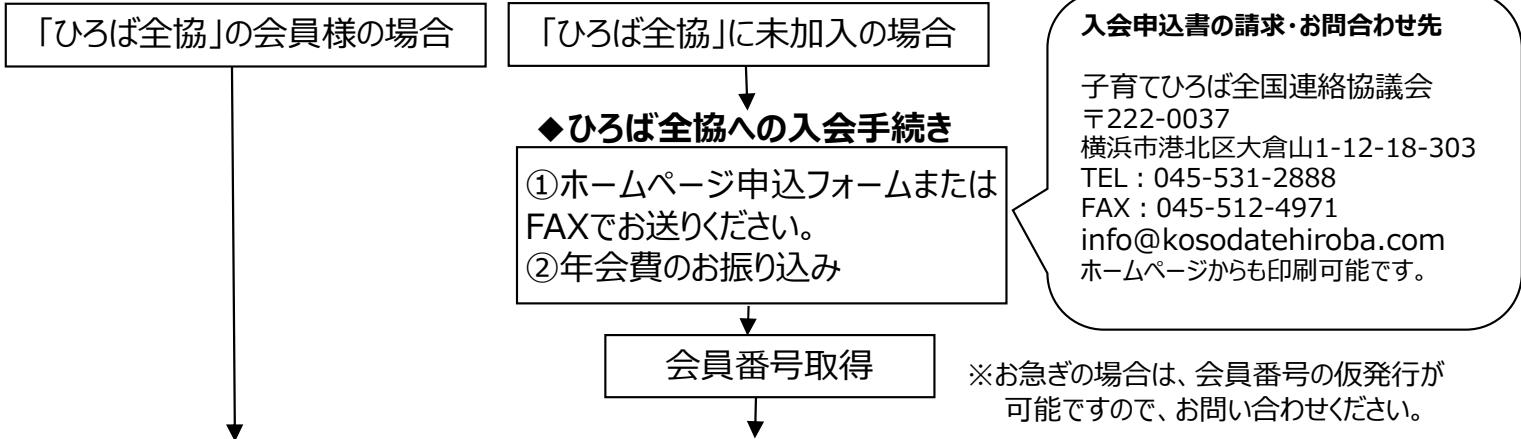 「ひろば全協」の会員様の場合
「ひろば全協」に未加入の場合
◆ひろば全協への入会手続き
①ホームページ申込フォームまたは
FAXでお送りください。
②年会費のお振り込み
会員番号取得
入会申込書の請求・お問合わせ先
子育てひろば全国連絡協議会
〒222-0037
横浜市港北区大倉山1-12-18-303
TEL：045-531-2888
FAX：045-512-4971
info@kosodatehiroba.com
ホームページからも印刷可能です。
※お急ぎの場合は、会員番号の仮発行が
可能ですので、お問い合わせください。